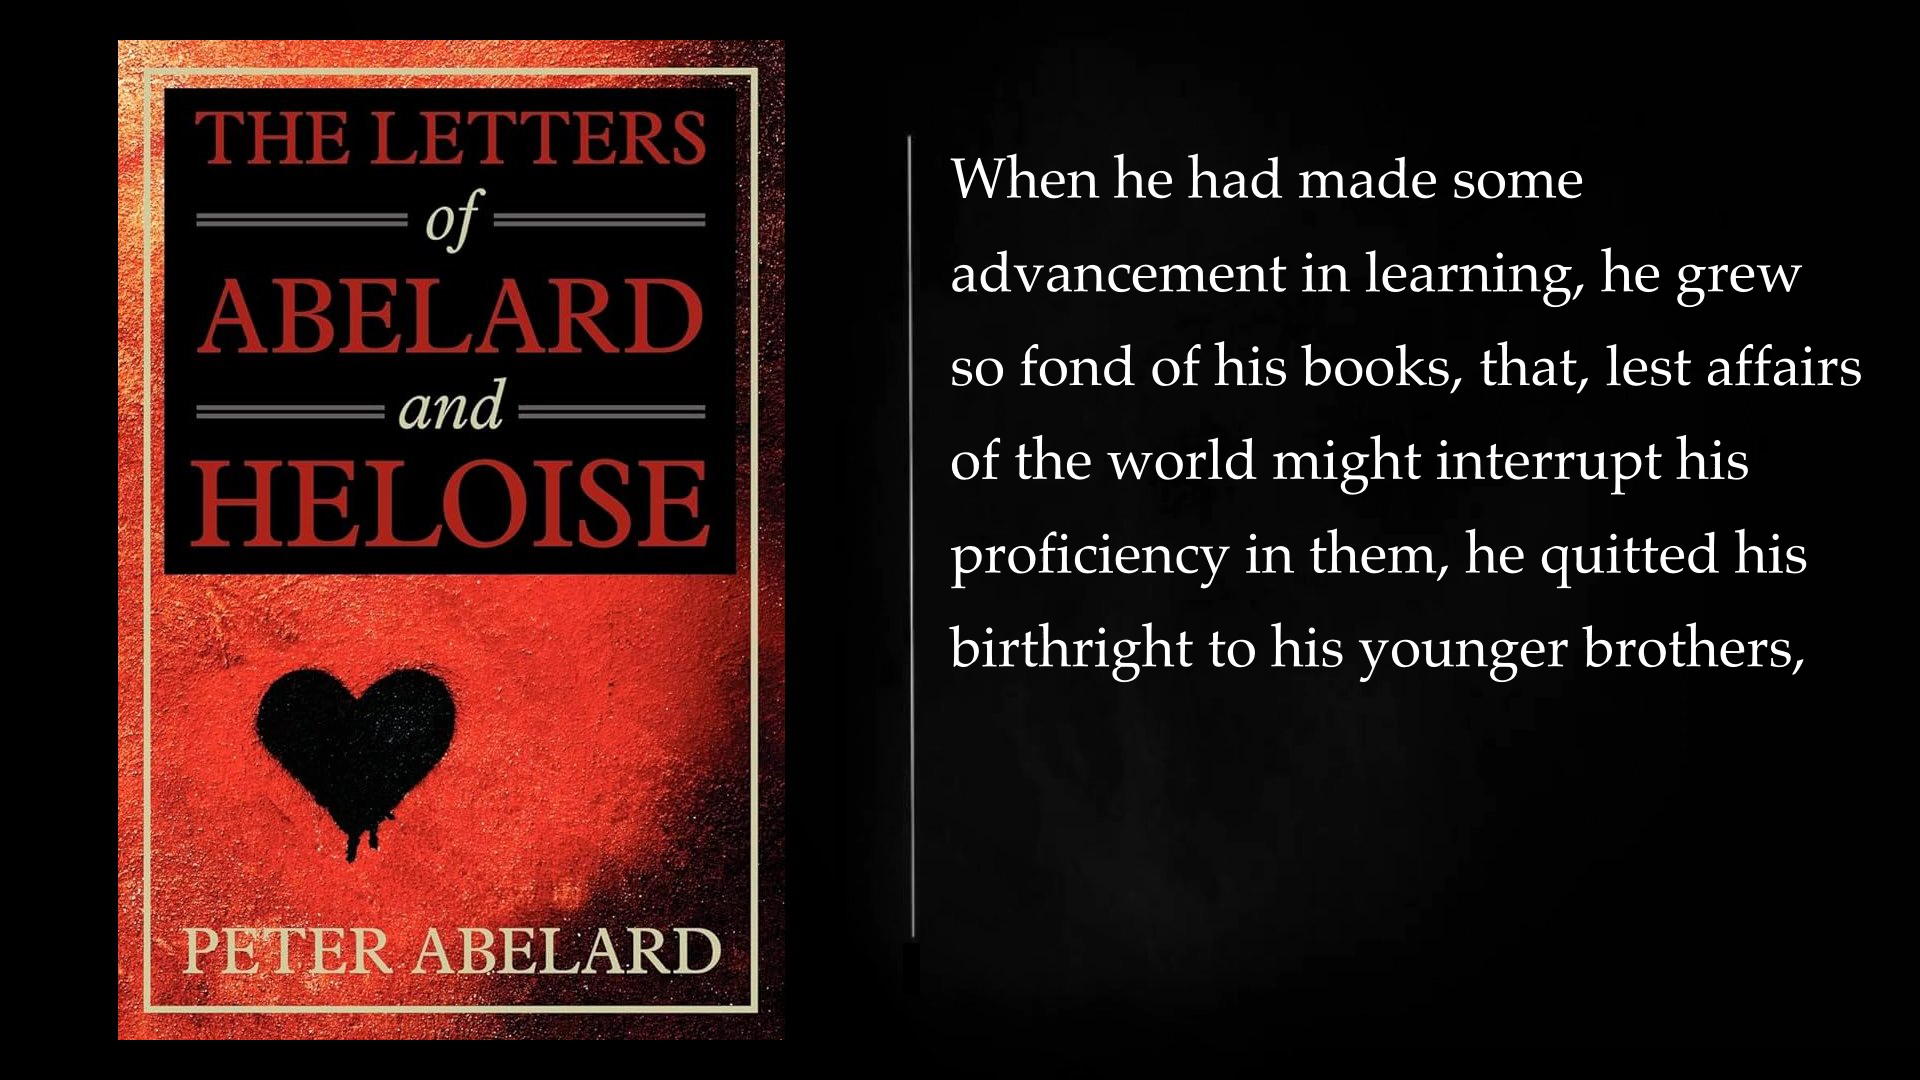 THE LETTERS
of
ABELARD
and
HELOISE
PETER ABELARD
When he had made some
advancement in learning, he grew
so fond of his books, that, lest affairs
of the world might interrupt his
proficiency in them, he quitted his
birthright to his younger brothers,